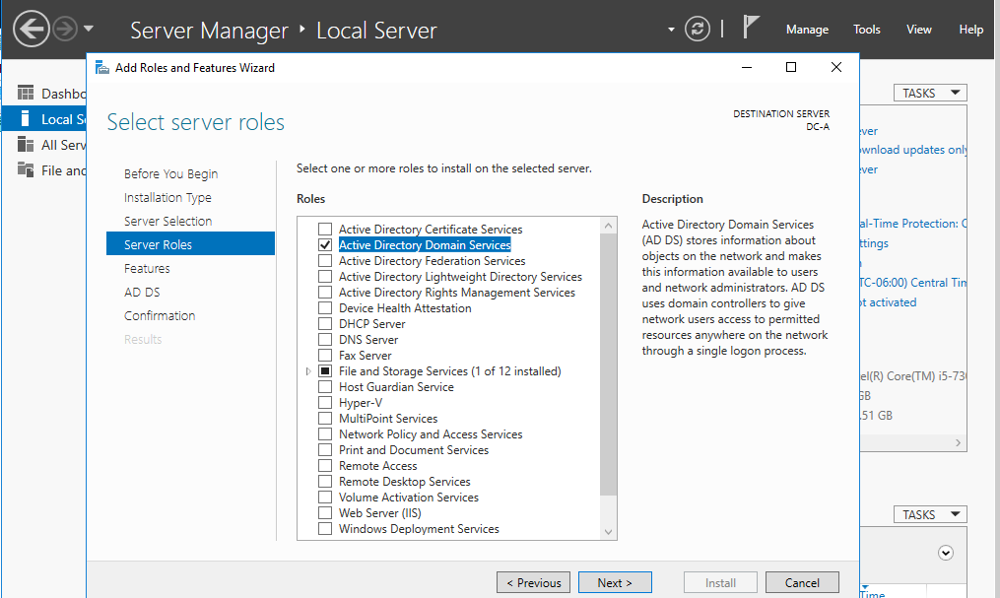 Server Manager ‣ Local Server
Manage Tools View Help
Add Roles and Features Wizard
Dashbo
Local Se
All Serv
File and
TASKS
Select server roles
DESTINATION SERVER
DC-A
Before You Begin
Installation Type
Server Selection
Server Roles
Features
AD DS
Confirmation
Results
Select one or more roles to install on the selected server.
Roles
Active Directory Certificate Services
Active Directory Domain Services
Active Directory Federation Services
Active Directory Lightweight Directory Services
Active Directory Rights Management Services
Device Health Attestation
DHCP Server
DNS Server
Fax Server
File and Storage Services (1 of 12 installed)
Host Guardian Service
Hyper-V
MultiPoint Services
Network Policy and Access Services
Print and Document Services
Remote Access
Remote Desktop Services
Volume Activation Services
Web Server (IIS)
Windows Deployment Services
Description
Active Directory Domain Services
(AD DS) stores information about
objects on the network and makes
this information available to users
and network administrators. AD DS
uses domain controllers to give
network users access to permitted
resources anywhere on the network
through a single logon process.
ever
ownload updates only
ever
al-Time Protection: O
ttings
TC-06:00) Central Tim
ot activated
el(R) Core(TM) i5-730
GB
.51 GB
TASKS
Time
< Previous
Next >
Install
Cancel